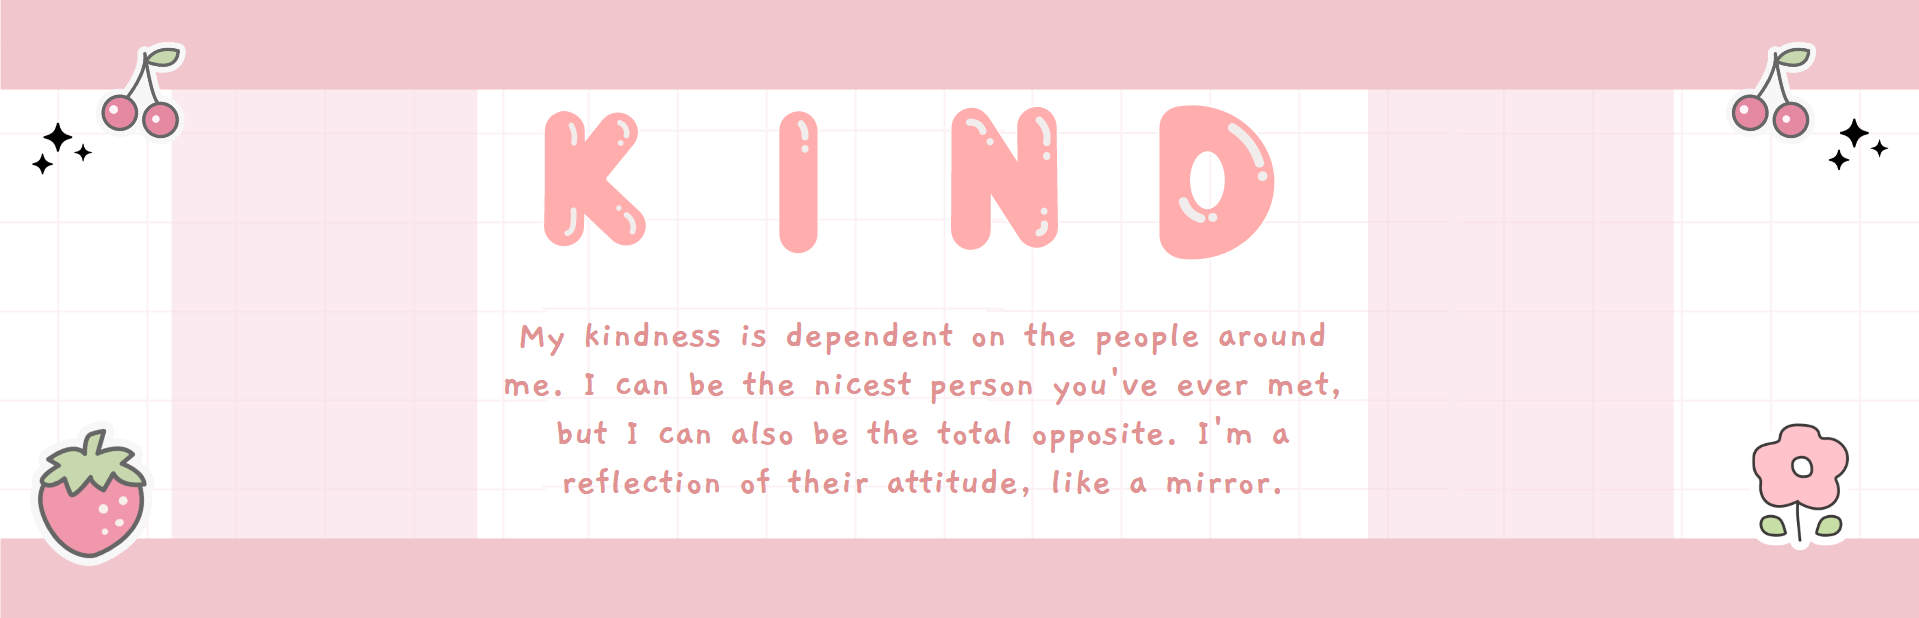 K I N D
My kindness is dependent on the people around
me. I can be the nicest person you've ever met,
but I can also be the total opposite. I'm a
reflection of their attitude, like a mirror.